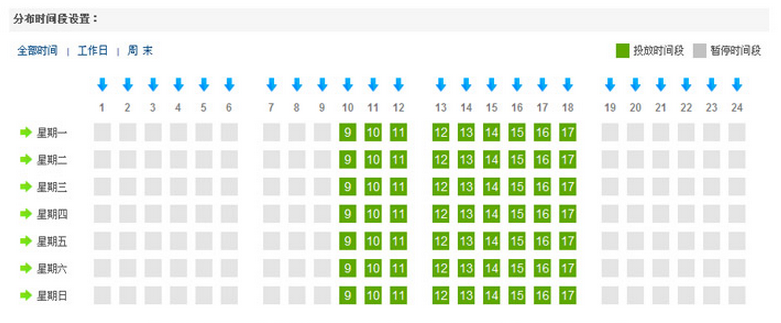 分布时间段设置：
全部时间 | 工作日 | 周 末 投放时间段 暂停时间段
1 2 3 4 5 6 7 8 9 10 11 12 13 14 15 16 17 18 19 20 21 22 23 24
星期一 9 10 11 12 13 14 15 16 17
星期二 9 10 11 12 13 14 15 16 17
星期三 9 10 11 12 13 14 15 16 17
星期四 9 10 11 12 13 14 15 16 17
星期五 9 10 11 12 13 14 15 16 17
星期六 9 10 11 12 13 14 15 16 17
星期日 9 10 11 12 13 14 15 16 17